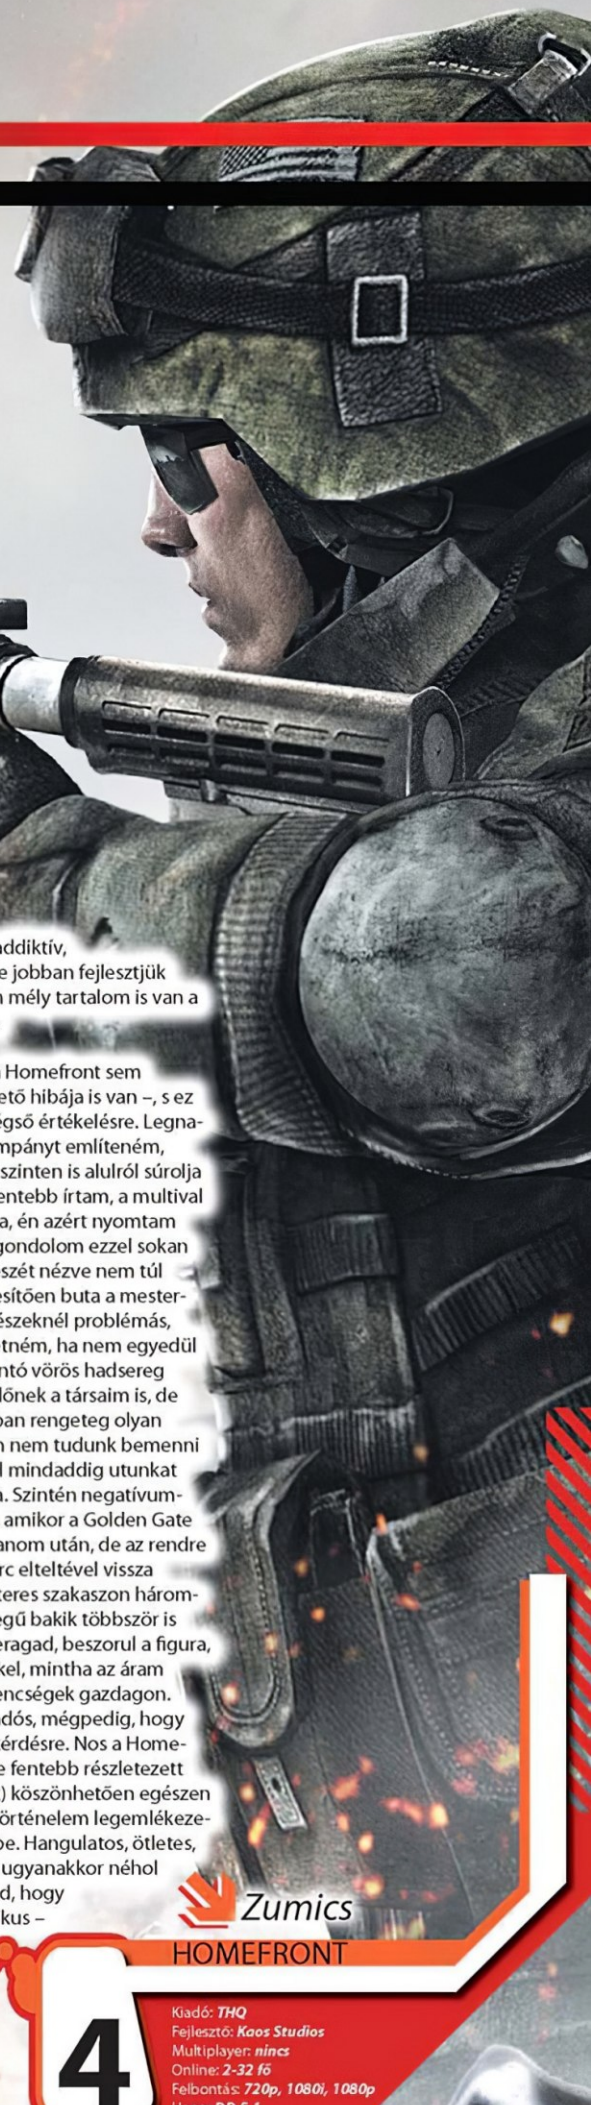 addiktív,
e jobban fejlesztjük
n mély tartalom is van a
Homefront sem
ető hibája is van –, s ez
égső értékelésre. Legna-
mpányt említeném,
szinten is alulról súrolja
entebb írtam, a multival
a, én azért nyomtam
gondolom ezzel sokan
szét nézve nem túl
esítően buta a mester-
észeknél problémás,
etném, ha nem egyedül
ntó vörös hadsereg
lőnek a társaim is, de
ban rengeteg olyan
n nem tudunk bemenni
l mindaddig utunkat
a. Szintén negatívum-
amikor a Golden Gate
anom után, de az rendre
rc elteltével vissza
teres szakaszon három-
egű bakik többször is
eragad, beszorul a figura,
kel, mintha az áram
encségek gazdagon.
adós, mégpedig, hogy
érdésre. Nos a Home-
e fentebb részletezett
) köszönhetően egészen
örténelem legemlékeze-
be. Hangulatos, ötletes,
ugyanakkor néhol
d, hogy
kus –
Zumics
HOMEFRONT
4
Kiadó: THQ
Fejlesztő: Kaos Studios
Multiplayer: nincs
Online: 2-32 fő
Felbontás: 720p, 1080i, 1080p